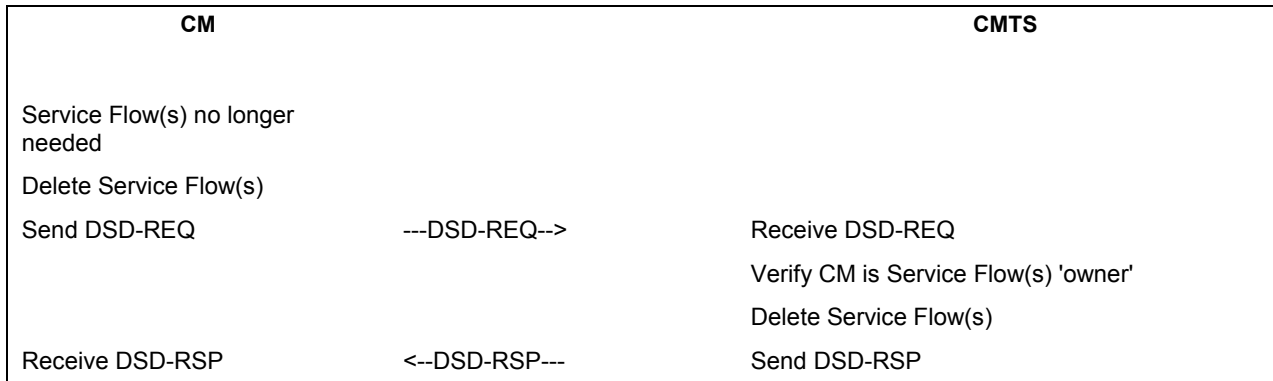 CM CMTS
Service Flow(s) no longer
needed
Delete Service Flow(s)
Send DSD-REQ ---DSD-REQ--> Receive DSD-REQ
Verify CM is Service Flow(s) 'owner'
Delete Service Flow(s)
Receive DSD-RSP <--DSD-RSP--- Send DSD-RSP